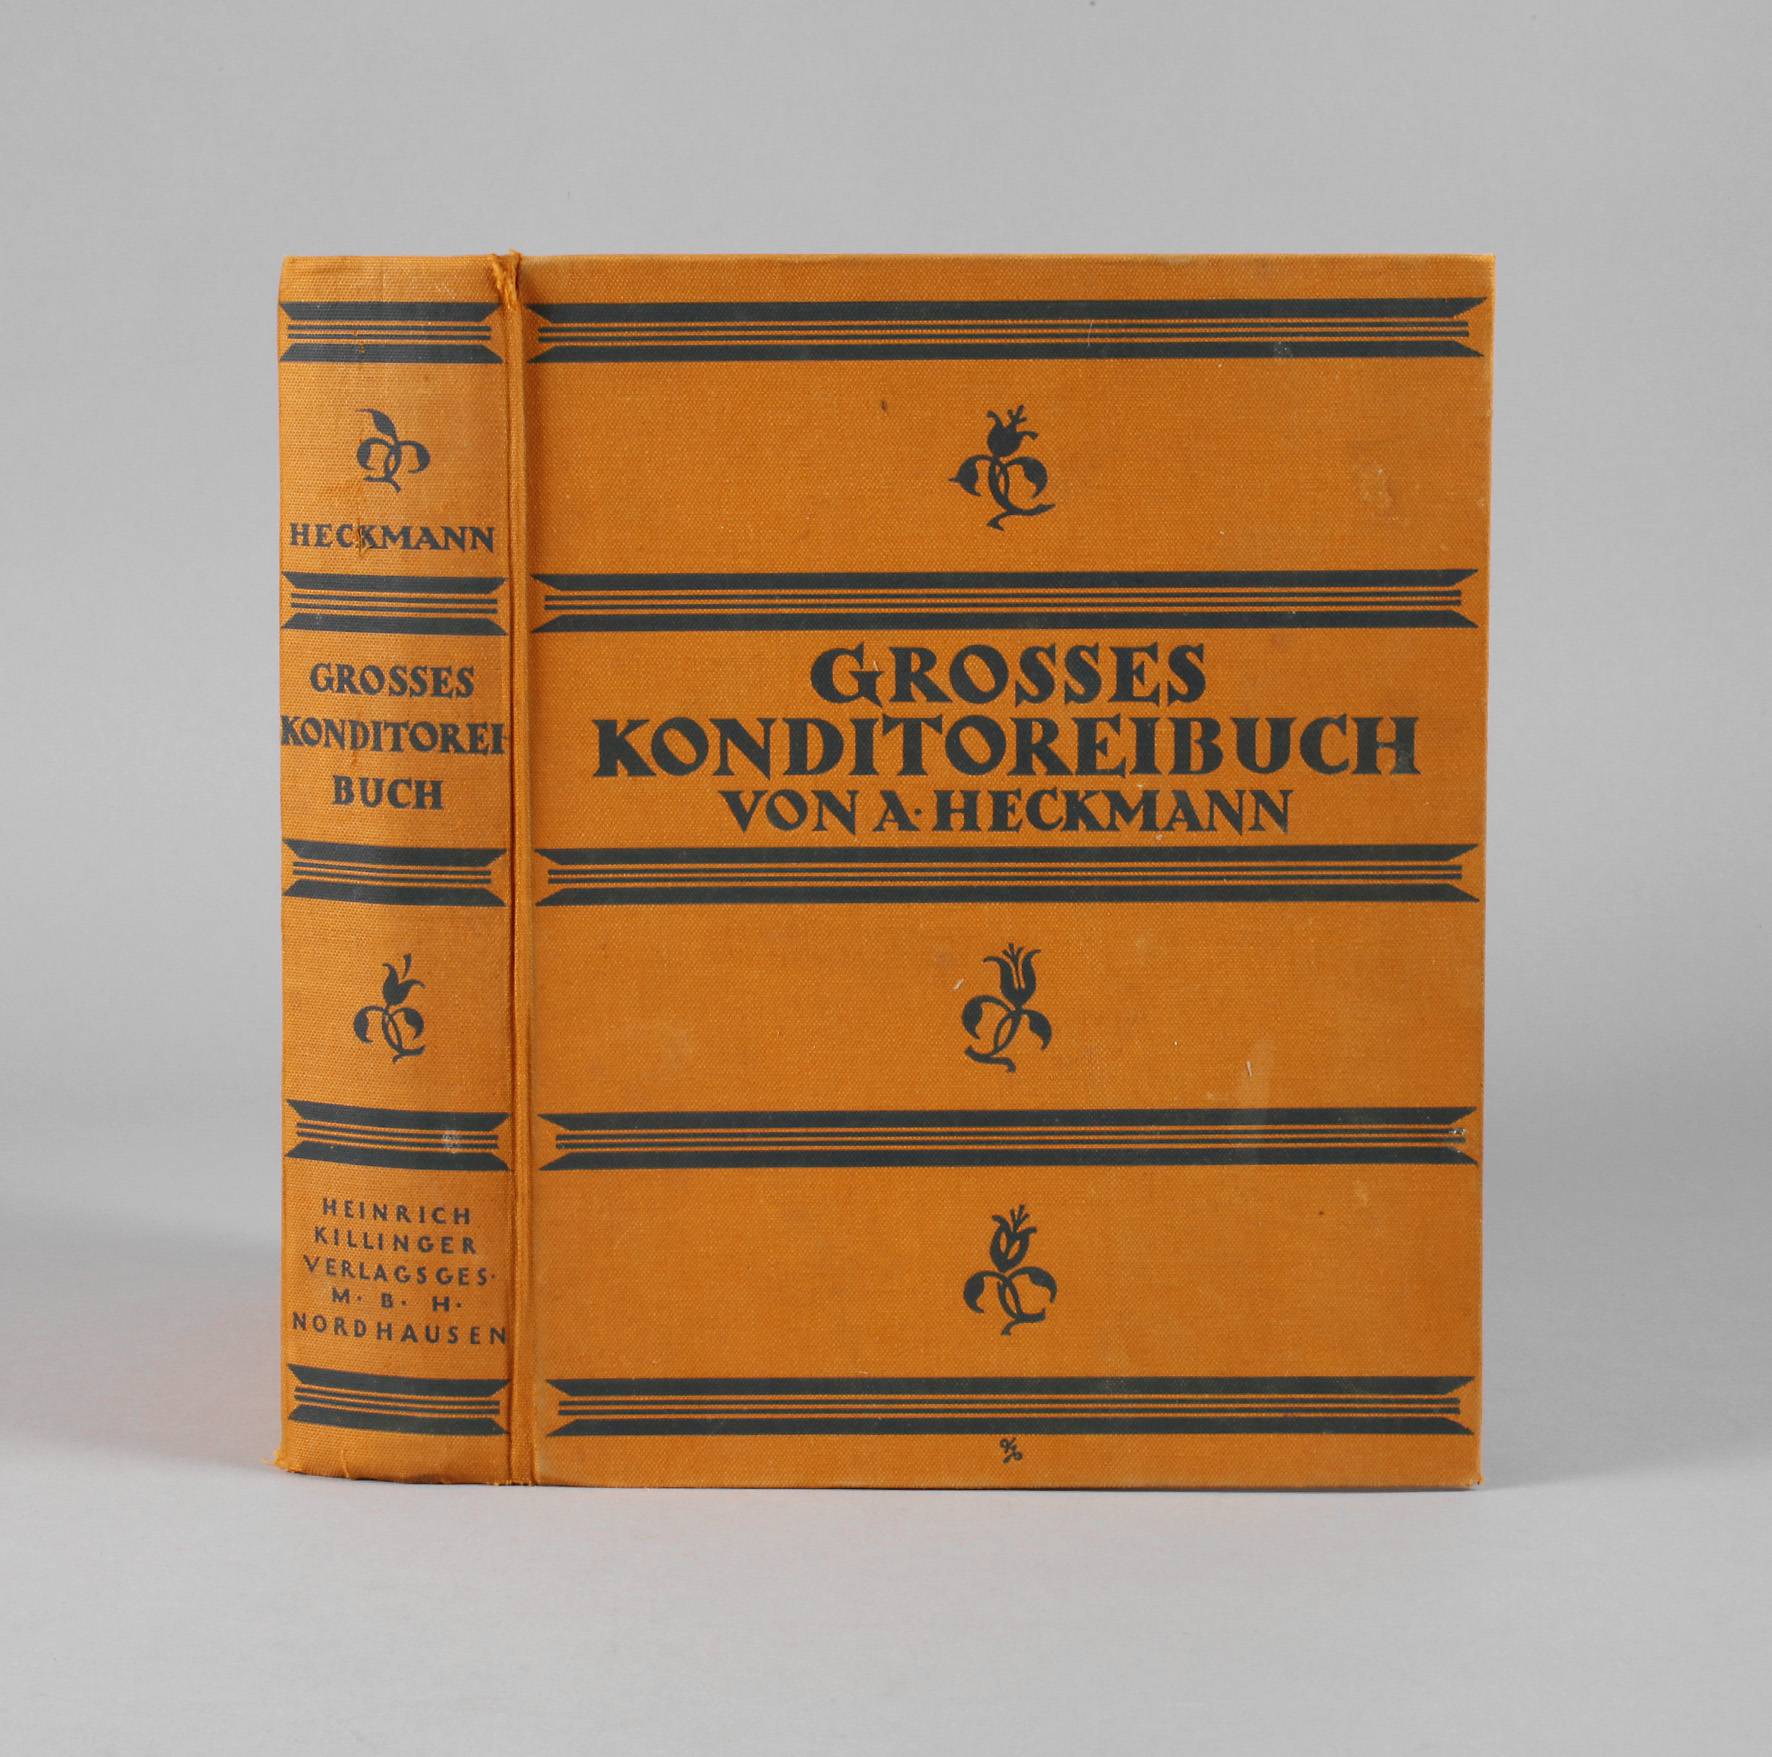 HECKMANN
GROSSES
KONDITOREI-
BUCH
HEINRICH
KILLINGER
VERLAGSGES·
M· B· H·
NORDHAUSEN
GROSSES
KONDITOREIBUCH
VON A·HECKMANN